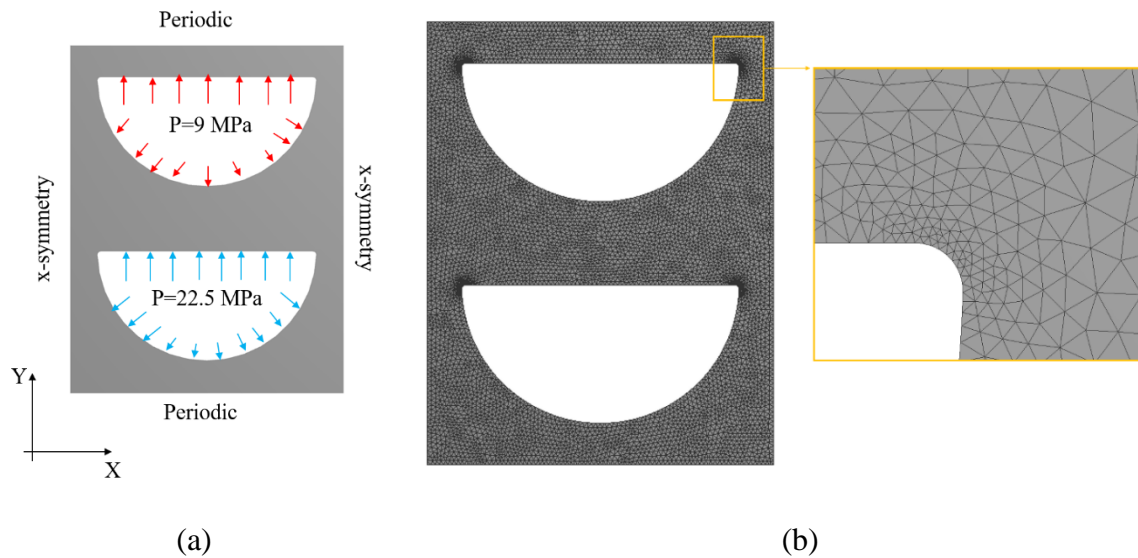 Periodic
P=9 MPa
x-symmetry
x-symmetry
P=22.5 MPa
Periodic
Y
X
(a)
(b)